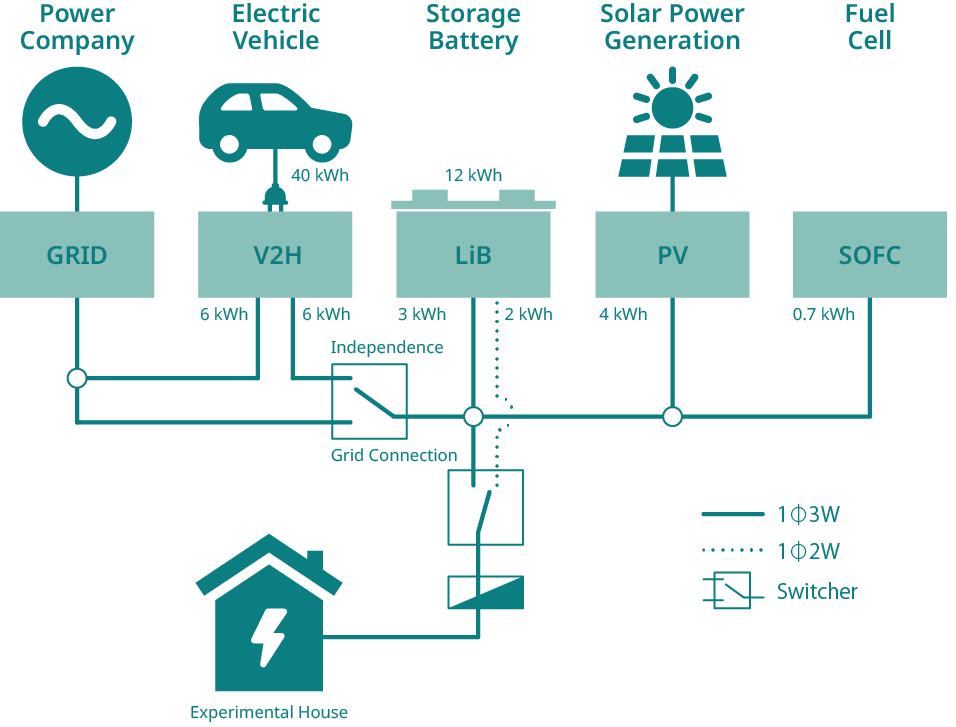 Power
Company
Electric
Vehicle
Storage
Battery
Solar Power
Generation
Fuel
Cell
40 kWh
12 kWh
GRID
V2H
LiB
PV
SOFC
6 kWh
6 kWh
3 kWh
2 kWh
4 kWh
0.7 kWh
Independence
Grid Connection
1⏀3W
1⏀2W
Switcher
Experimental House